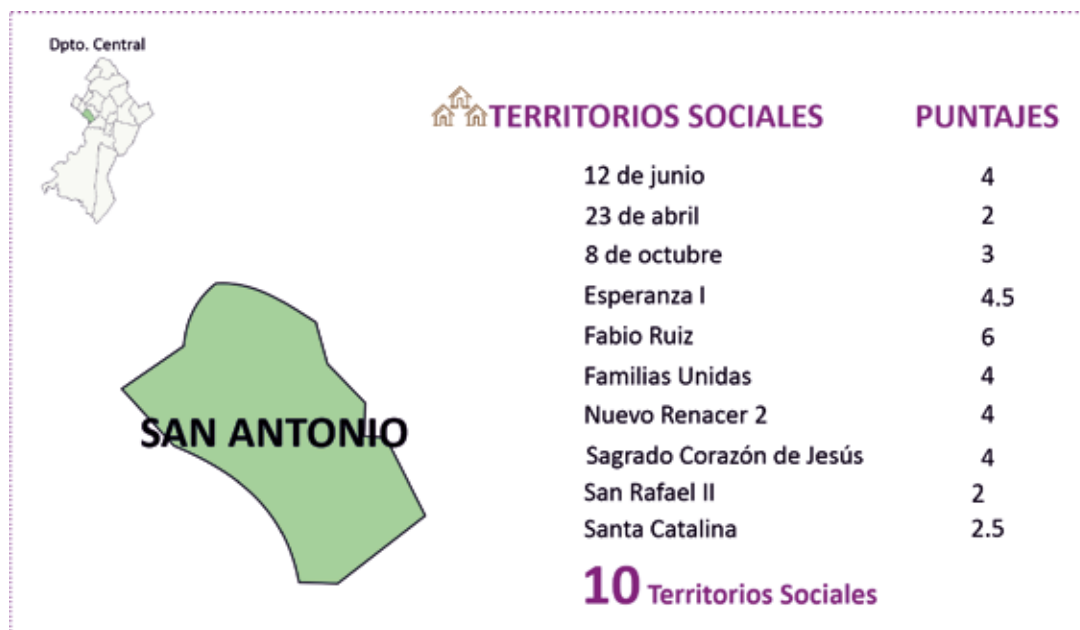 Dpto. Central
TERRITORIOS SOCIALES PUNTAJES
12 de junio 4
23 de abril 2
8 de octubre 3
Esperanza I 4.5
Fabio Ruiz 6
Familias Unidas 4
Nuevo Renacer 2 4
Sagrado Corazón de Jesús 4
San Rafael II 2
Santa Catalina 2.5
10 Territorios Sociales
SAN ANTONIO